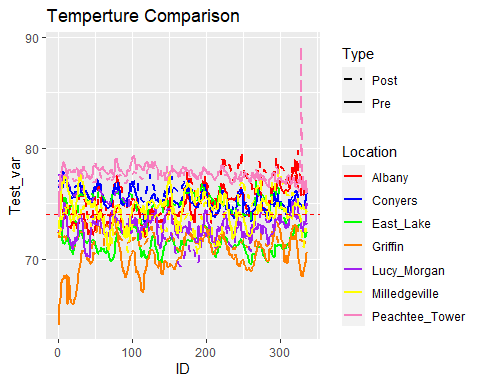 Temperture Comparison
Test_var
90
80
70
0
100
200
300
ID
Type
Post
Pre
Location
Albany
Conyers
East_Lake
Griffin
Lucy_Morgan
Milledgeville
Peachtee_Tower